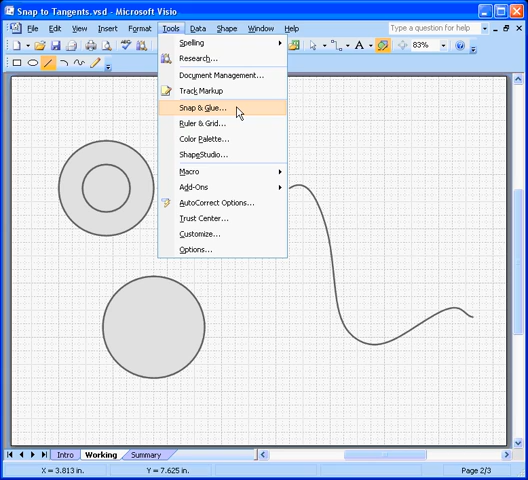 Snap to Tangents.vsd - Microsoft Visio
File Edit View Insert Format Tools Data Shape Window Help Type a question for help
83%
Spelling
Research...
Document Management...
Track Markup
Snap & Glue...
Ruler & Grid...
Color Palette...
ShapeStudio...
Macro
Add-Ons
AutoCorrect Options...
Trust Center...
Customize...
Options...
Intro Working Summary
X = 3.813 in. Y = 7.625 in. Page 2/3